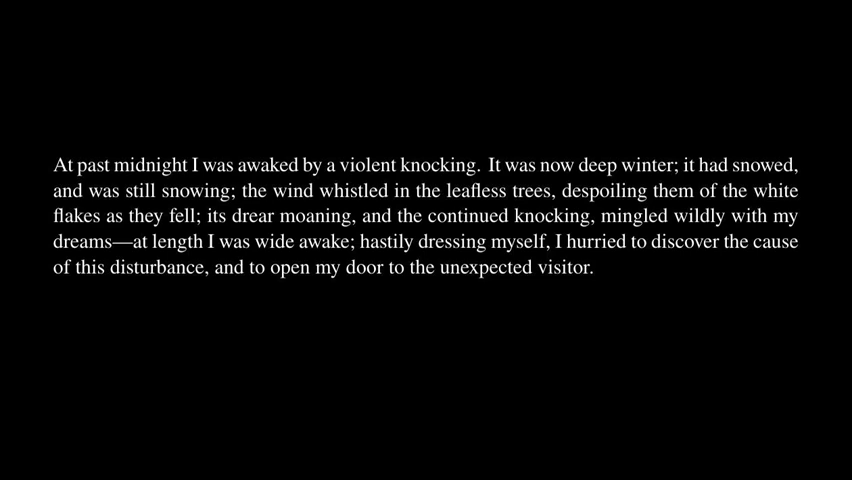 At past midnight I was awaked by a violent knocking. It was now deep winter; it had snowed,
and was still snowing; the wind whistled in the leafless trees, despoiling them of the white
flakes as they fell; its drear moaning, and the continued knocking, mingled wildly with my
dreams—at length I was wide awake; hastily dressing myself, I hurried to discover the cause
of this disturbance, and to open my door to the unexpected visitor.